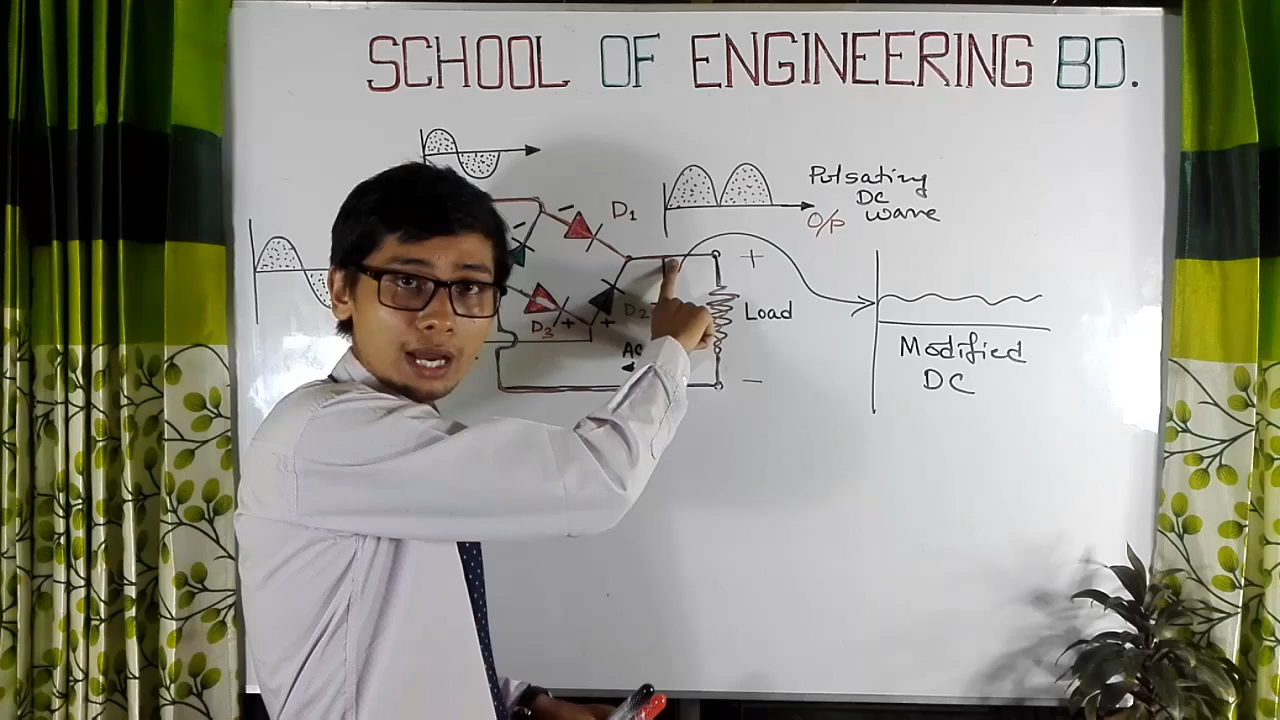 SCHOOL OF ENGINEERING BD.
Pulsating
DC
O/P wave
D1
+
D2
Load
D3 + +
AC
−
Modified
DC